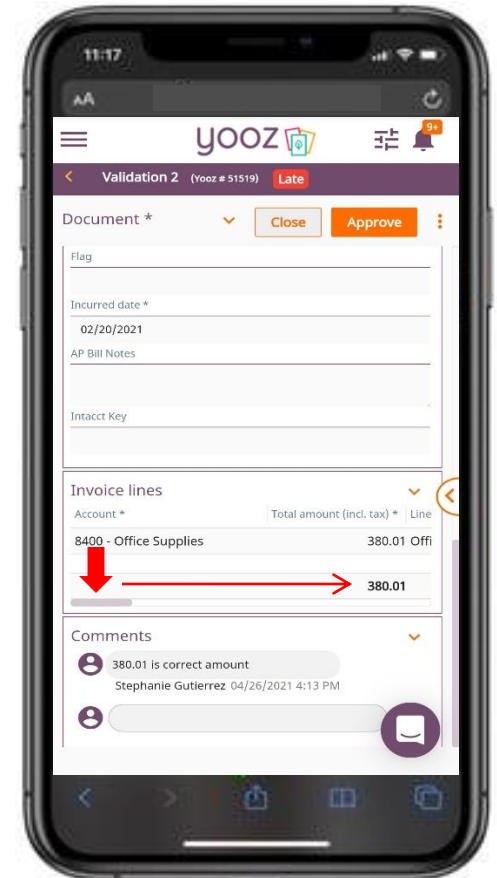 11:17
AA
yooz
9+
Validation 2 (Yooz # 51519) Late
Document * Close Approve
Flag
Incurred date *
02/20/2021
AP Bill Notes
Intacct Key
Invoice lines
Account * Total amount (incl. tax) * Line
8400 - Office Supplies 380.01 Offi
380.01
Comments
380.01 is correct amount
Stephanie Gutierrez 04/26/2021 4:13 PM